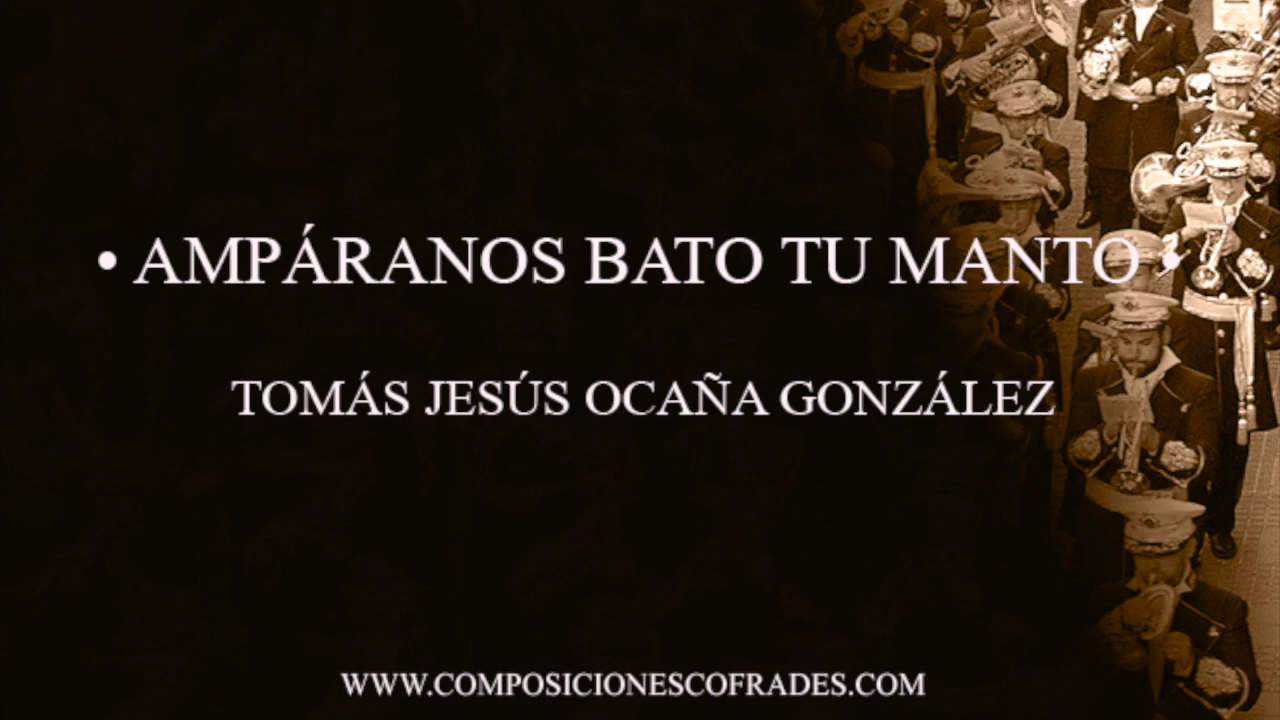 • AMPÁRANOS BATO TU MANTO •
TOMÁS JESÚS OCAÑA GONZÁLEZ
WWW.COMPOSICIONESCOFRADES.COM